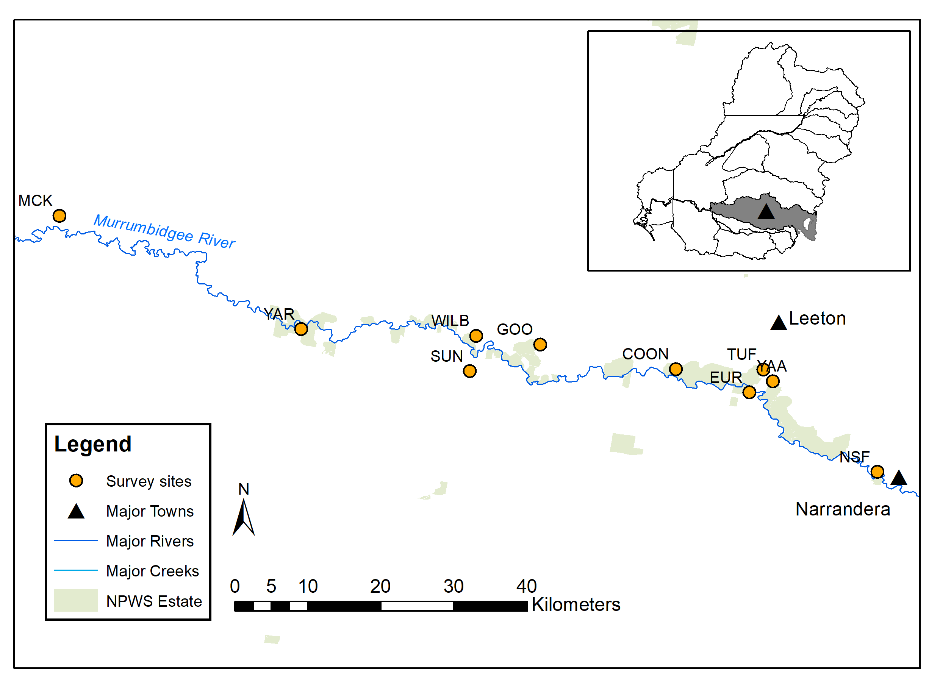 MCK
Murrumbidgee River
YAR
WILB
GOO
SUN
Leeton
COON
TUF
YAA
EUR
NSF
Narrandera
Legend
Survey sites
Major Towns
Major Rivers
Major Creeks
NPWS Estate
N
0 5 10 20 30 40
Kilometers